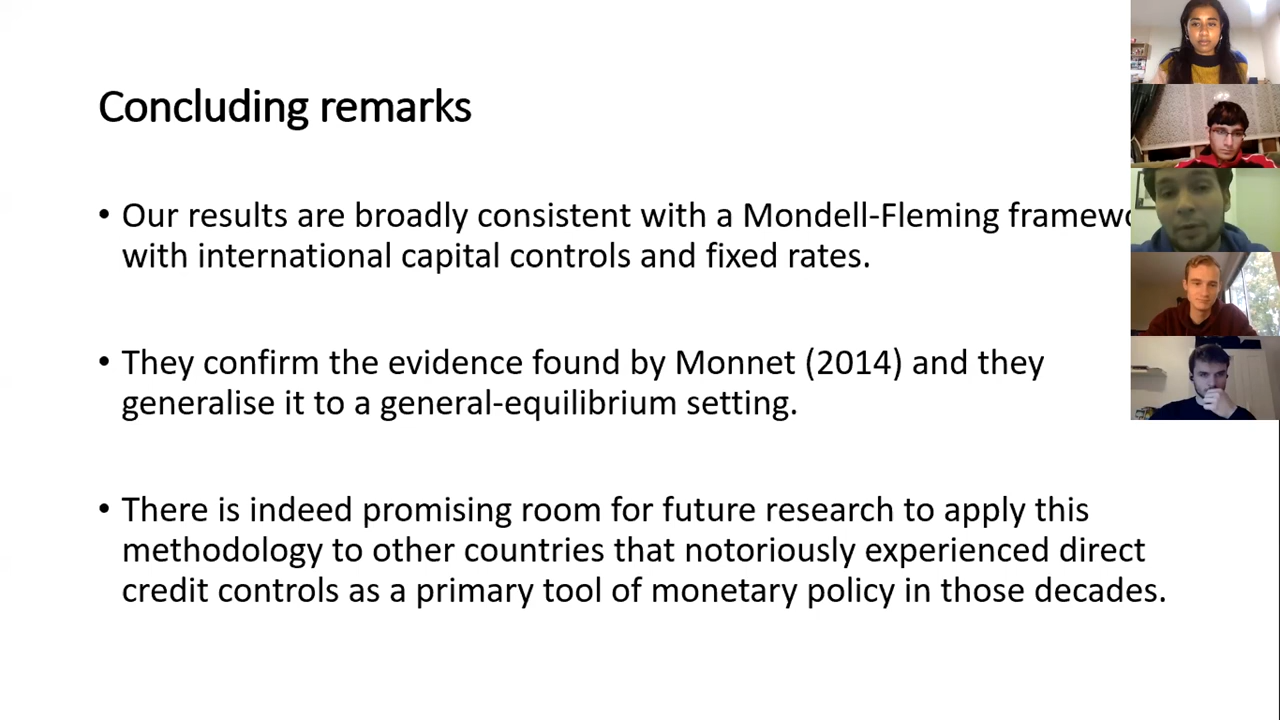 Concluding remarks
• Our results are broadly consistent with a Mondell-Fleming
with international capital controls and fixed rates.
• They confirm the evidence found by Monnet (2014) and they
generalise it to a general-equilibrium setting.
• There is indeed promising room for future research to apply this
methodology to other countries that notoriously experienced direct
credit controls as a primary tool of monetary policy in those decades.